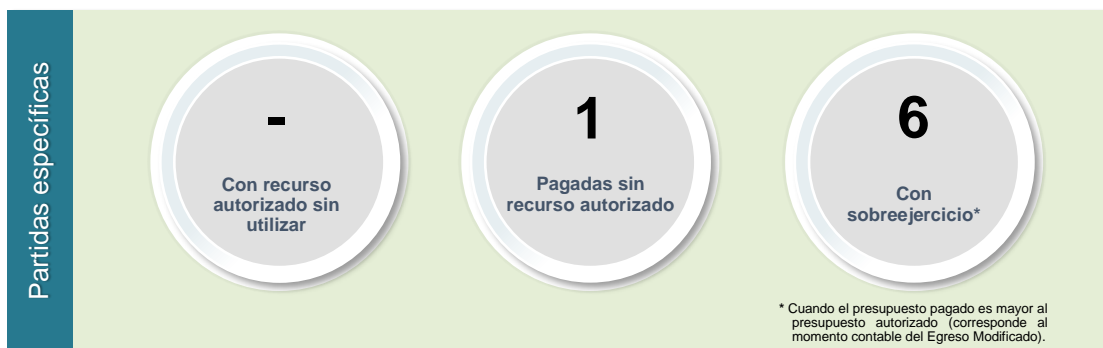 Partidas específicas
-
Con recurso
autorizado sin
utilizar
1
Pagadas sin
recurso autorizado
6
Con
sobreejercicio*
* Cuando el presupuesto pagado es mayor al
presupuesto autorizado (corresponde al
momento contable del Egreso Modificado).